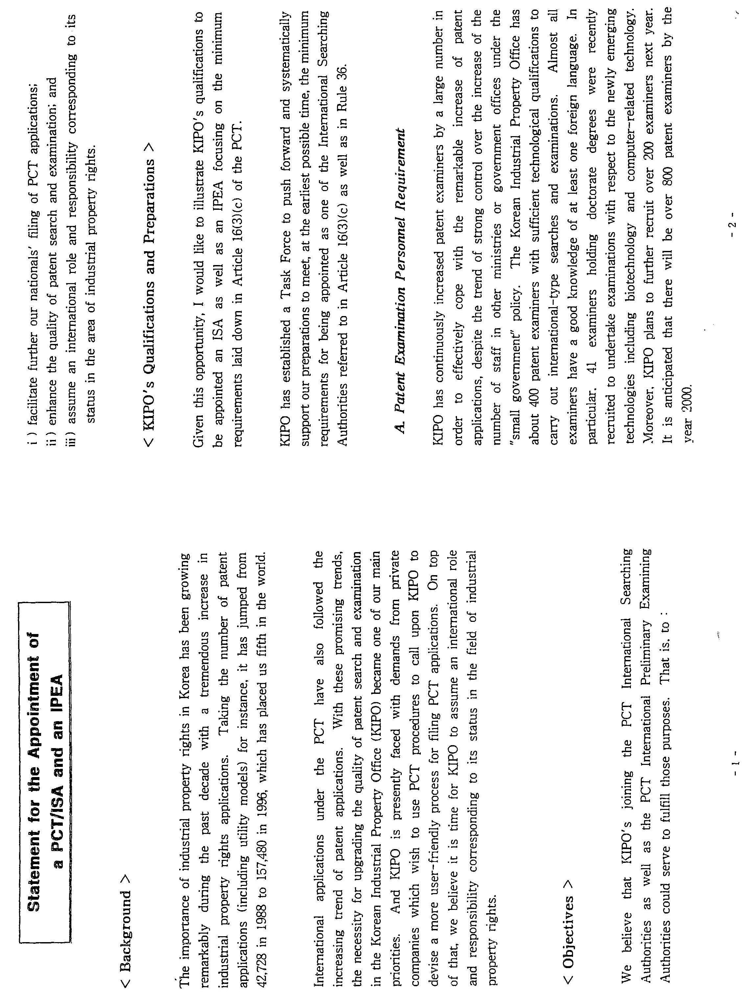 Statement for the Appointment of
a PCT/ISA and an IPEA
< Background >
The importance of industrial property rights in Korea has been growing
remarkably during the past decade with a tremendous increase in
industrial property rights applications. Taking the number of patent
applications (including utility models) for instance, it has jumped from
42,728 in 1988 to 157,480 in 1996, which has placed us fifth in the world.
International applications under the PCT have also followed the
increasing trend of patent applications. With these promising trends,
the necessity for upgrading the quality of patent search and examination
in the Korean Industrial Property Office (KIPO) became one of our main
priorities. And KIPO is presently faced with demands from private
companies which wish to use PCT procedures to call upon KIPO to
devise a more user-friendly process for filing PCT applications. On top
of that, we believe it is time for KIPO to assume an international role
and responsibility corresponding to its status in the field of industrial
property rights.
< Objectives >
We believe that KIPO's joining the PCT International Searching
Authorities as well as the PCT International Preliminary Examining
Authorities could serve to fulfill those purposes. That is, to :
- 1 -
i ) facilitate further our nationals' filing of PCT applications;
ii ) enhance the quality of patent search and examination; and
iii ) assume an international role and responsibility corresponding to its
status in the area of industrial property rights.
< KIPO's Qualifications and Preparations >
Given this opportunity, I would like to illustrate KIPO's qualifications to
be appointed an ISA as well as an IPEA focusing on the minimum
requirements laid down in Article 16(3)(c) of the PCT.
KIPO has established a Task Force to push forward and systematically
support our preparations to meet, at the earliest possible time, the minimum
requirements for being appointed as one of the International Searching
Authorities referred to in Article 16(3)(c) as well as in Rule 36.
A. Patent Examination Personnel Requirement
KIPO has continuously increased patent examiners by a large number in
order to effectively cope with the remarkable increase of patent
applications, despite the trend of strong control over the increase of the
number of staff in other ministries or government offices under the
"small government" policy. The Korean Industrial Property Office has
about 400 patent examiners with sufficient technological qualifications to
carry out international-type searches and examinations. Almost all
examiners have a good knowledge of at least one foreign language. In
particular, 41 examiners holding doctorate degrees were recently
recruited to undertake examinations with respect to the newly emerging
technologies including biotechnology and computer-related technology.
Moreover, KIPO plans to further recruit over 200 examiners next year.
It is anticipated that there will be over 800 patent examiners by the
year 2000.
- 2 -